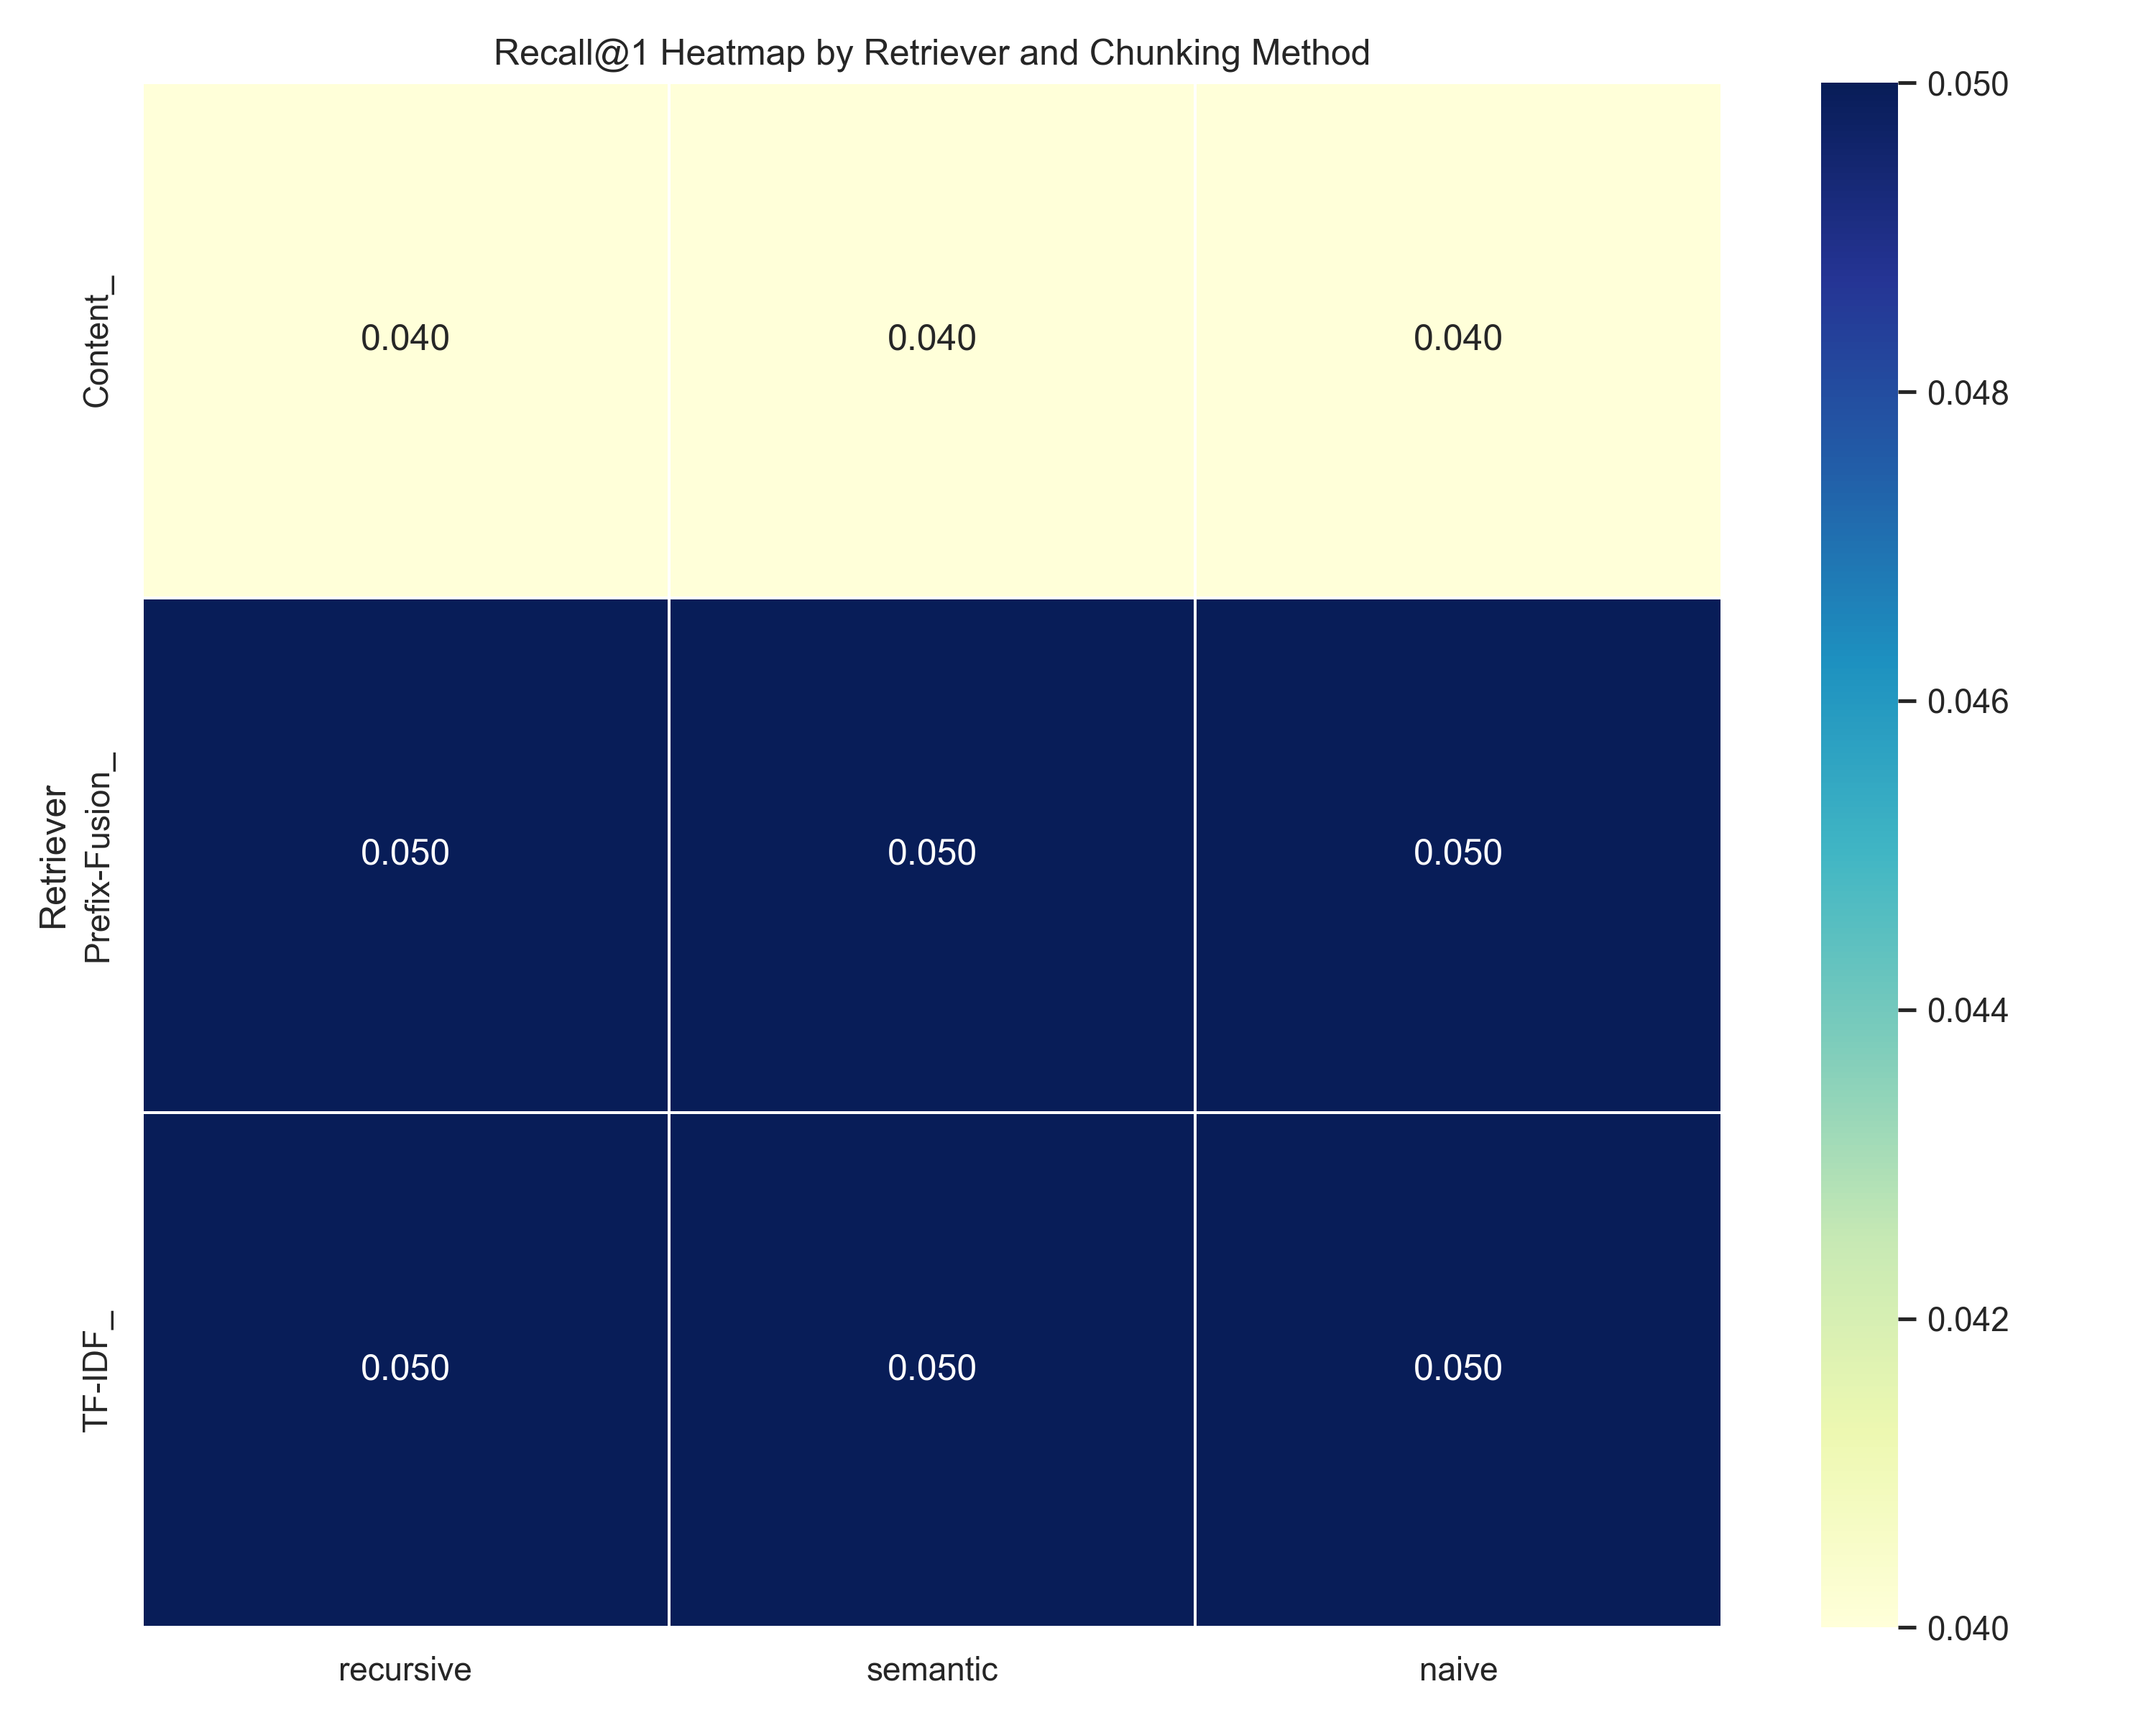 Recall@1 Heatmap by Retriever and Chunking Method
Retriever
Content_
0.040 0.040 0.040
Prefix-Fusion_
0.050 0.050 0.050
TF-IDF_
0.050 0.050 0.050
recursive semantic naive
0.050
0.048
0.046
0.044
0.042
0.040